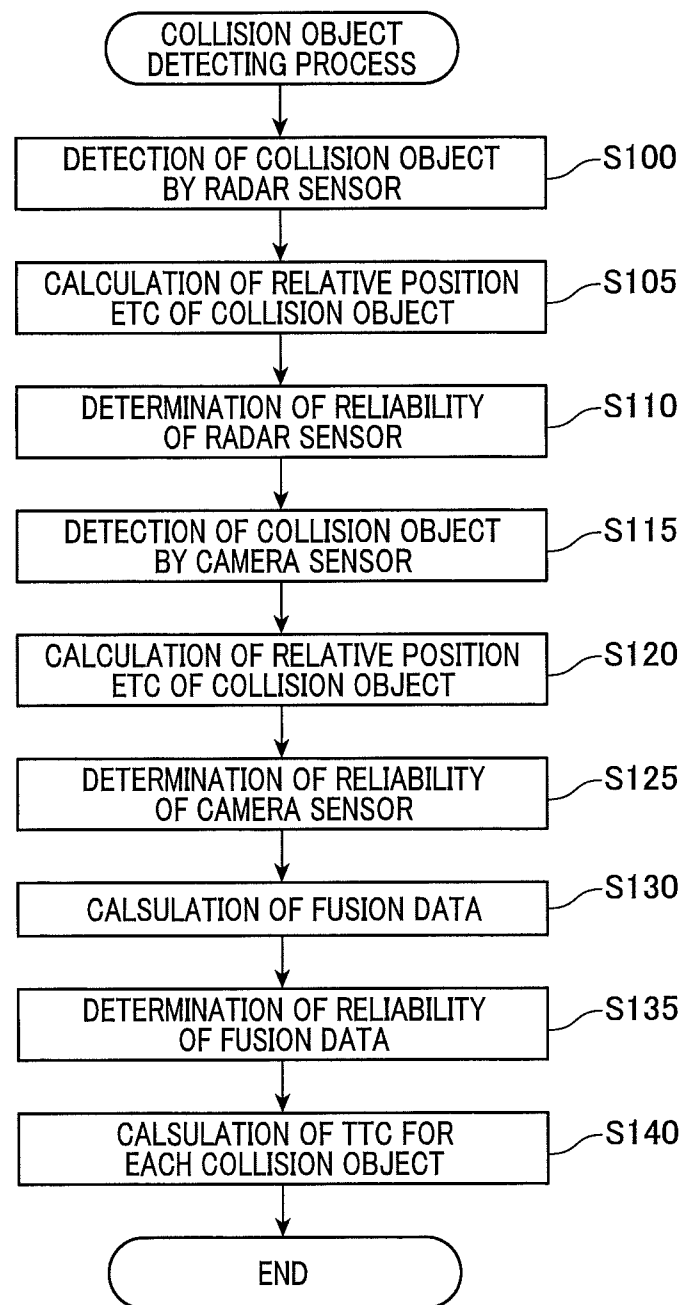 COLLISION OBJECT
DETECTING PROCESS
DETECTION OF COLLISION OBJECT
BY RADAR SENSOR
S100
CALCULATION OF RELATIVE POSITION
ETC OF COLLISION OBJECT
S105
DETERMINATION OF RELIABILITY
OF RADAR SENSOR
S110
DETECTION OF COLLISION OBJECT
BY CAMERA SENSOR
S115
CALCULATION OF RELATIVE POSITION
ETC OF COLLISION OBJECT
S120
DETERMINATION OF RELIABILITY
OF CAMERA SENSOR
S125
CALSULATION OF FUSION DATA
S130
DETERMINATION OF RELIABILITY
OF FUSION DATA
S135
CALSULATION OF TTC FOR
EACH COLLISION OBJECT
S140
END